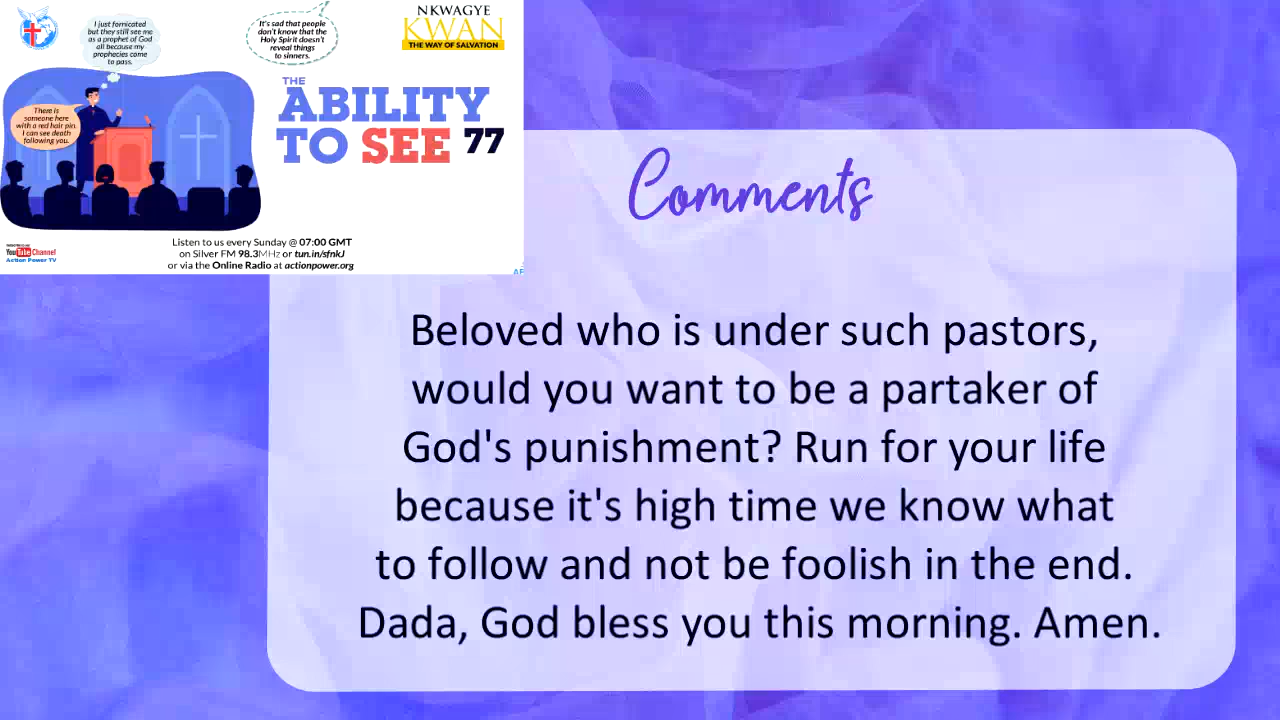 I just fornicated
but they still see me
as a prophet of God
all because my
prophecies come
to pass.
It's sad that people
don't know that the
Holy Spirit doesn't
reveal things
to sinners.
NKWAGYE
KWAN
THE WAY OF SALVATION
There is
someone here
with a red hair pin.
I can see death
following you.
THE
ABILITY
TO SEE 77
YouTube Channel
Action Power TV
Listen to us every Sunday @ 07:00 GMT
on Silver FM 98.3MHz or tun.in/sfnkJ
or via the Online Radio at actionpower.org
Comments
Beloved who is under such pastors,
would you want to be a partaker of
God's punishment? Run for your life
because it's high time we know what
to follow and not be foolish in the end.
Dada, God bless you this morning. Amen.